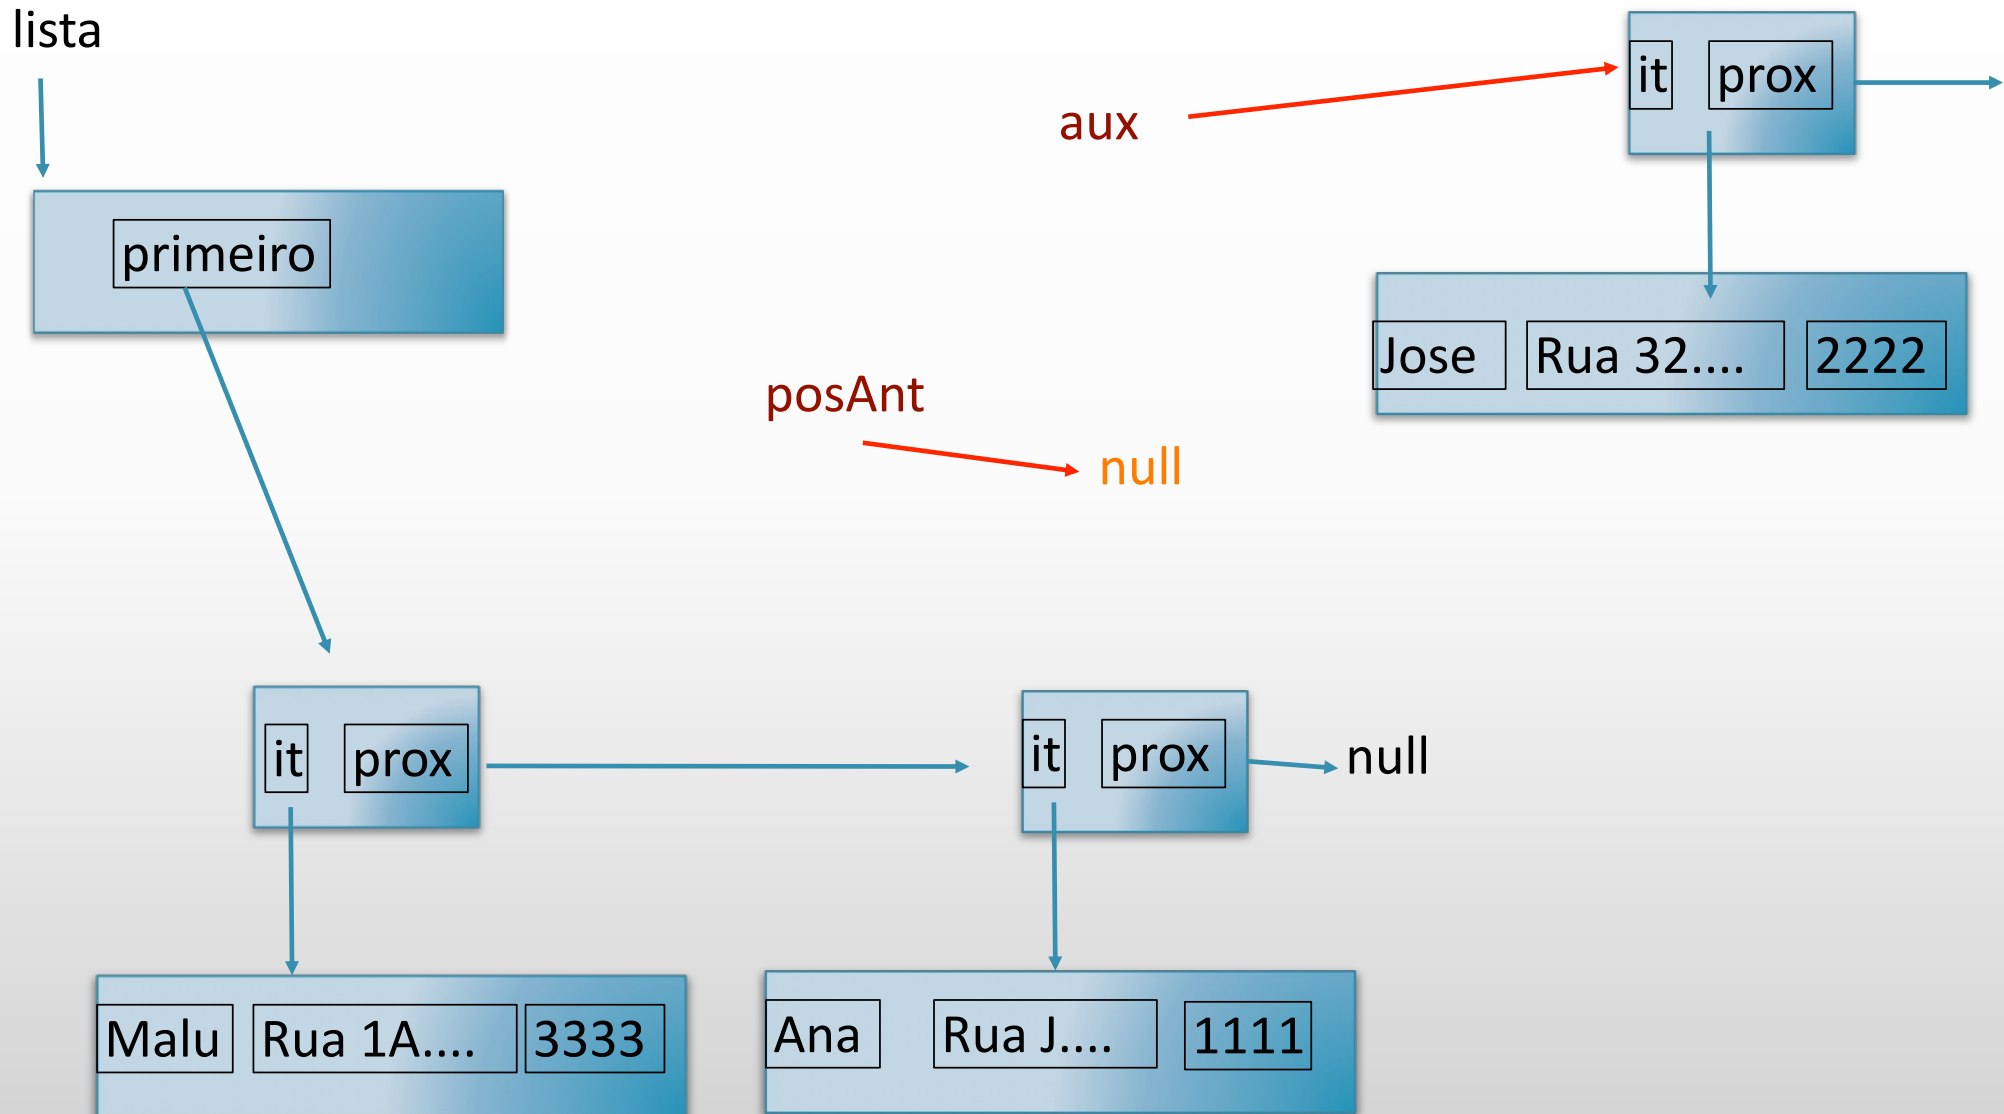 lista
it prox
aux
primeiro
Jose Rua 32.... 2222
posAnt
null
it prox
it prox
null
Malu Rua 1A.... 3333
Ana Rua J.... 1111